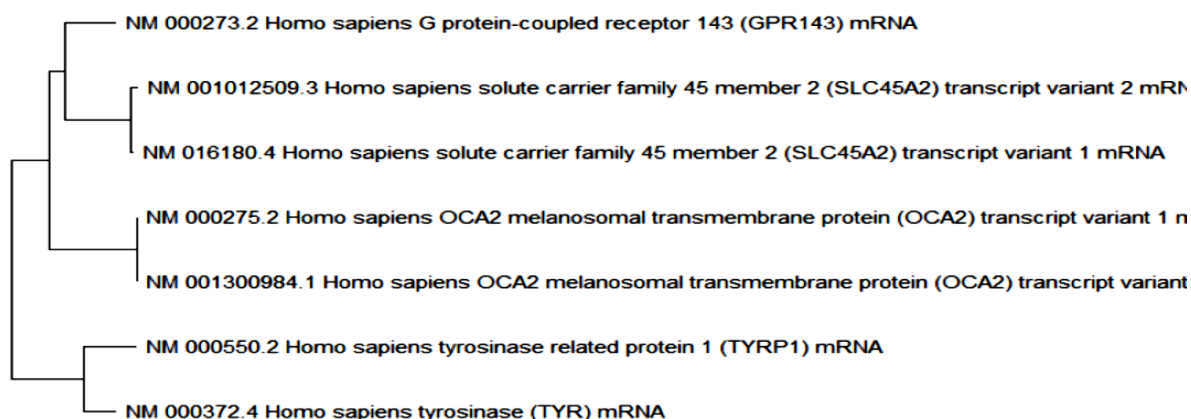 NM 000273.2 Homo sapiens G protein-coupled receptor 143 (GPR143) mRNA
NM 001012509.3 Homo sapiens solute carrier family 45 member 2 (SLC45A2) transcript variant 2
NM 016180.4 Homo sapiens solute carrier family 45 member 2 (SLC45A2) transcript variant 1 mRNA
NM 000275.2 Homo sapiens OCA2 melanosomal transmembrane protein (OCA2) transcript variant 1
NM 001300984.1 Homo sapiens OCA2 melanosomal transmembrane protein (OCA2) transcript variant
NM 000550.2 Homo sapiens tyrosinase related protein 1 (TYRP1) mRNA
NM 000372.4 Homo sapiens tyrosinase (TYR) mRNA